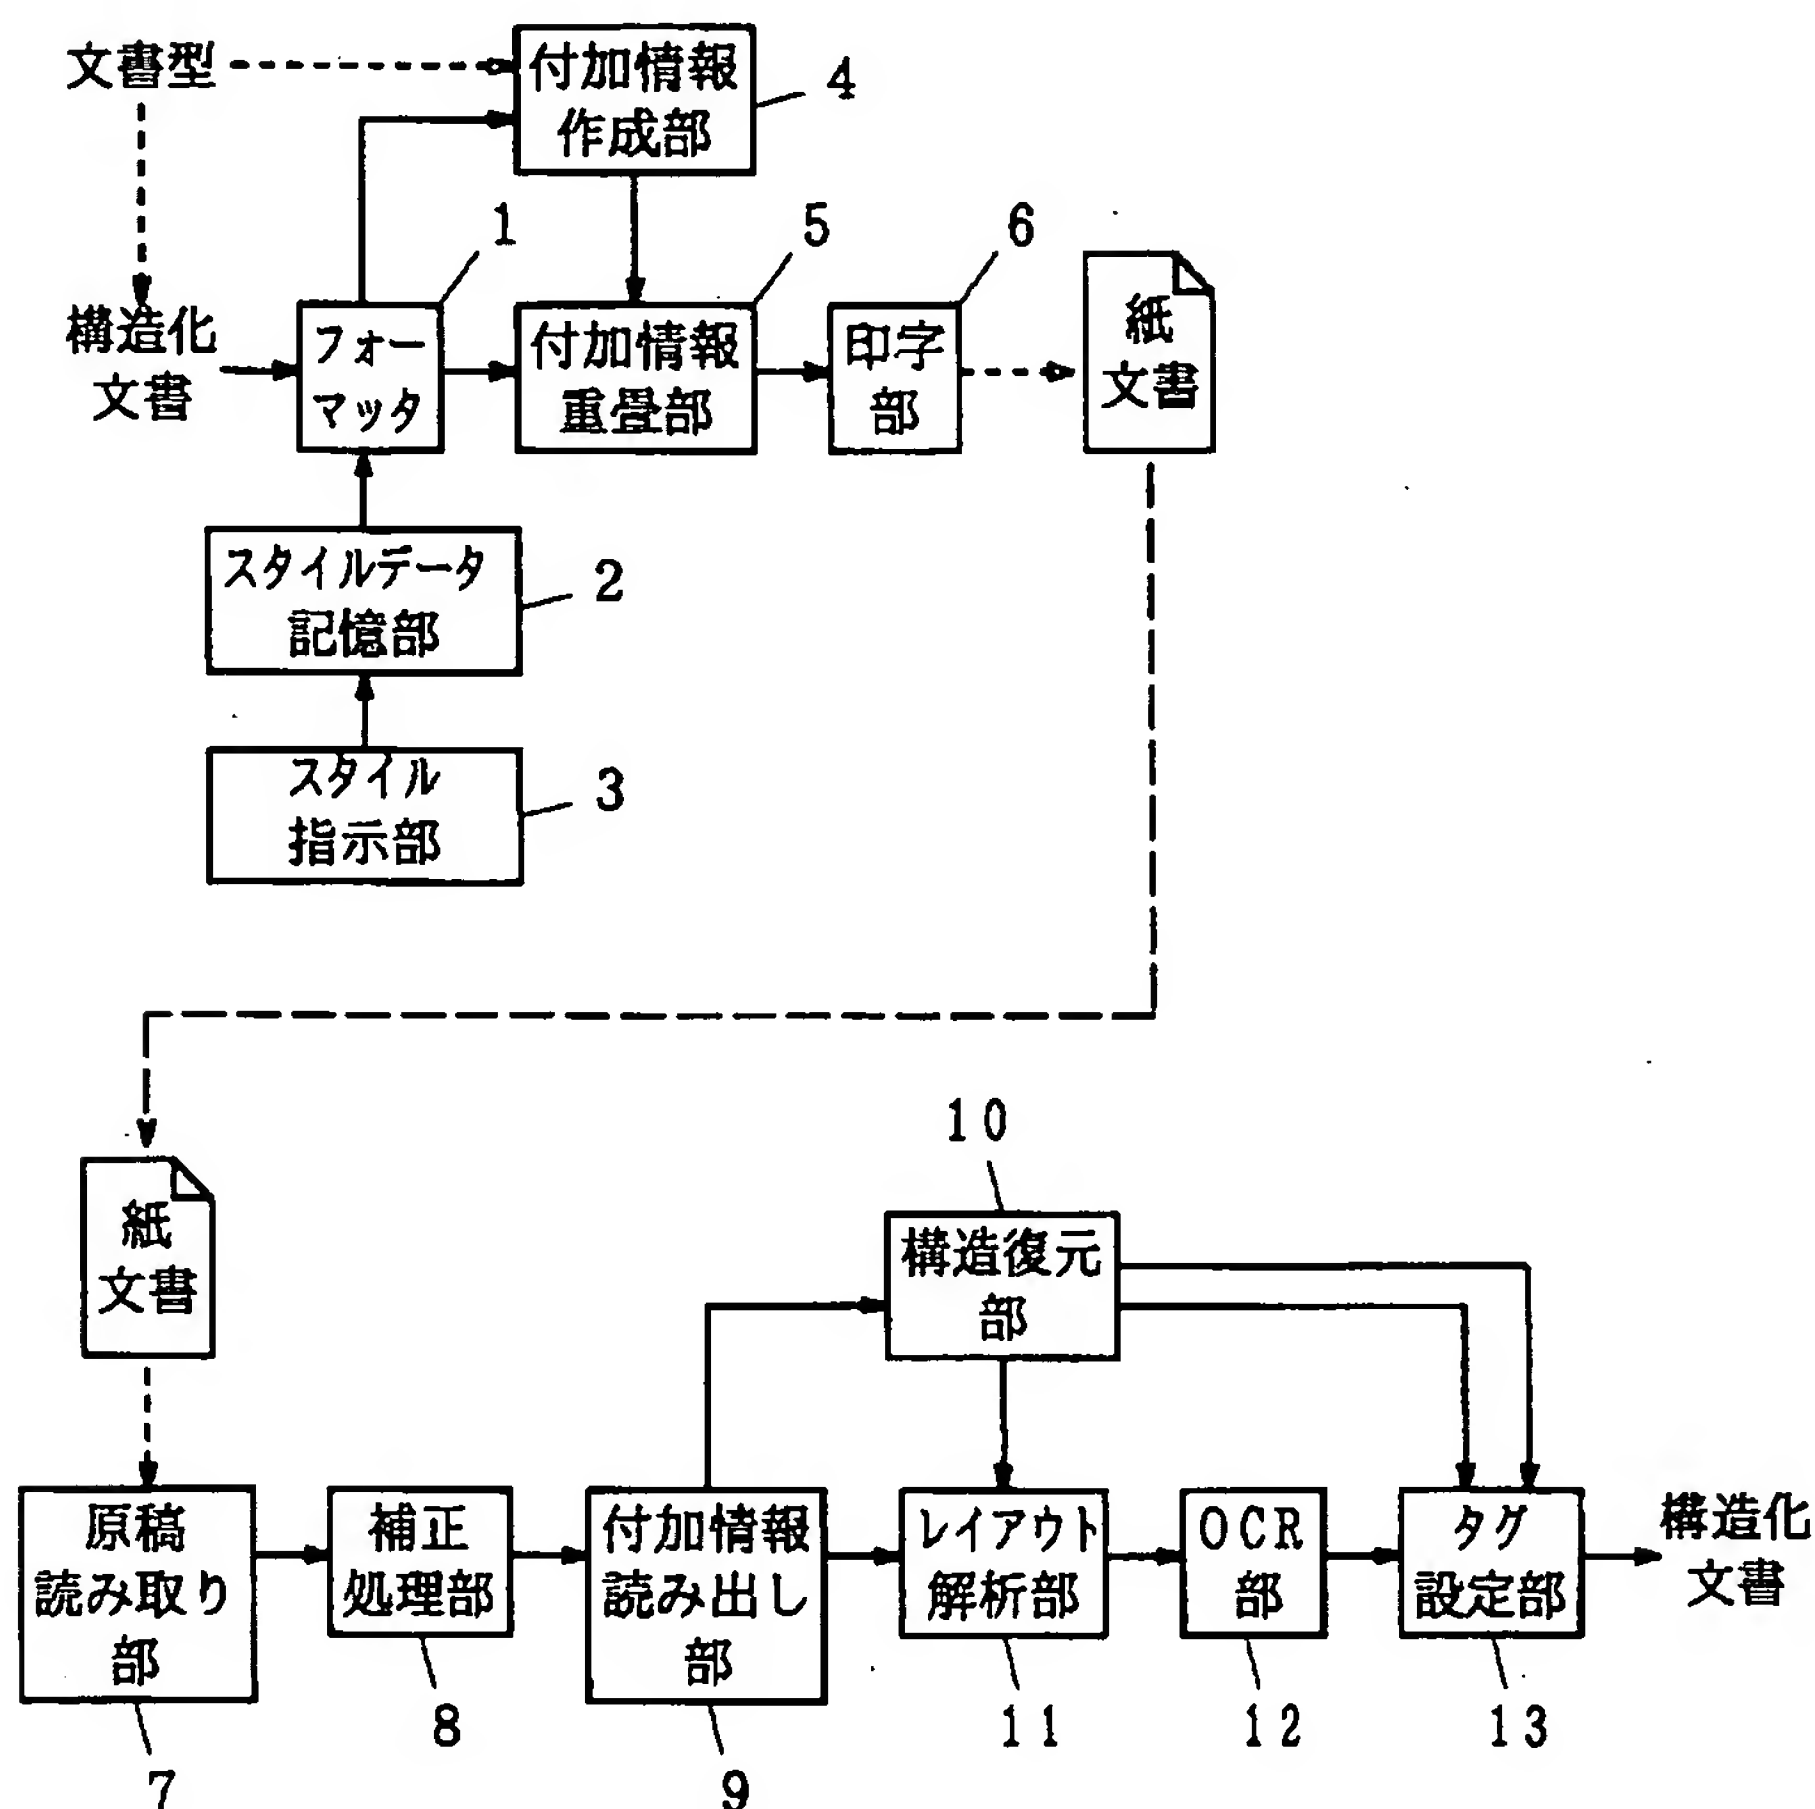 文書型
付加情報
作成部
4
1
5
6
構造化
文書
フォー
マッタ
付加情報
重畳部
印字
部
紙
文書
スタイルデータ
記憶部
2
スタイル
指示部
3
10
紙
文書
構造復元
部
原稿
読み取り
部
補正
処理部
付加情報
読み出し
部
レイアウト
解析部
OCR
部
タグ
設定部
構造化
文書
7
8
9
11
12
13